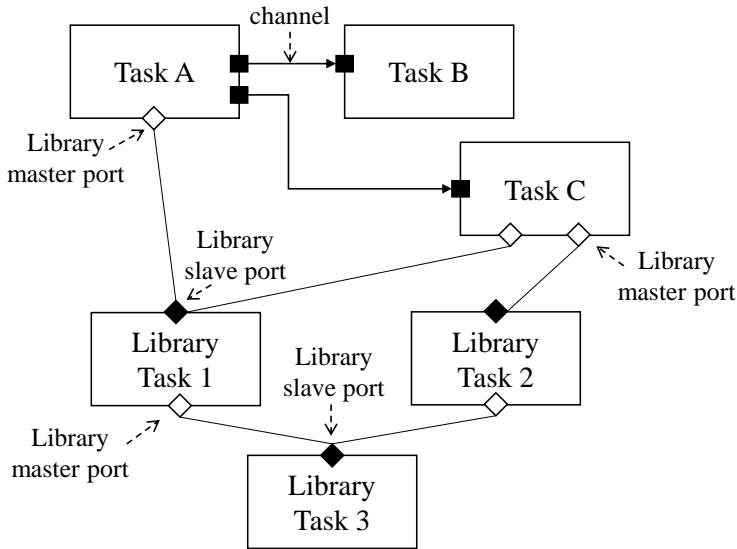 channel
Task A
Task B
Library
master port
Task C
Library
slave port
Library
master port
Library
Task 1
Library
Task 2
Library
slave port
Library
master port
Library
Task 3